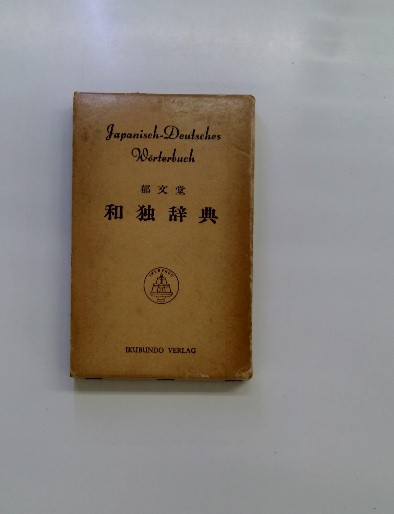 Japanisch-Deutsches
Wörterbuch
郁文堂
和独辞典
IKUBUNDO VERLAG